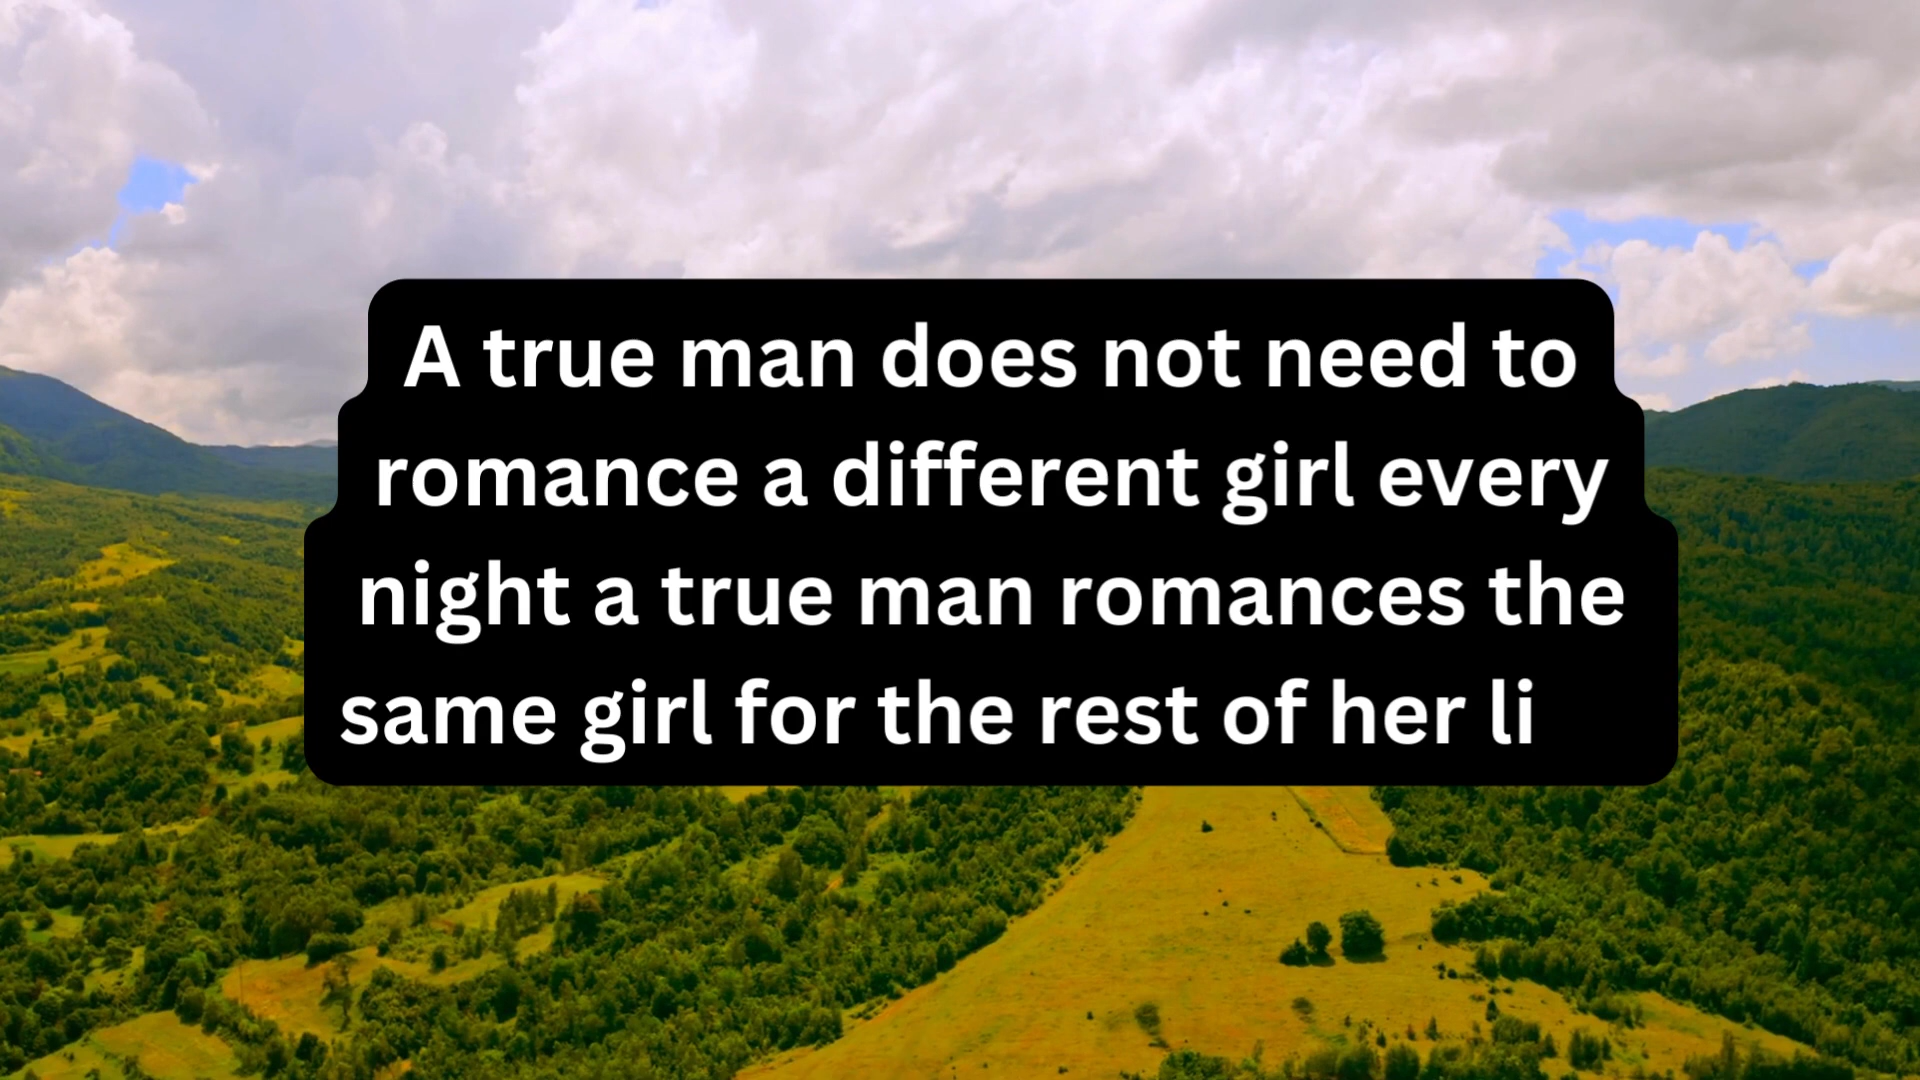 A true man does not need to
romance a different girl every
night a true man romances the
same girl for the rest of her li